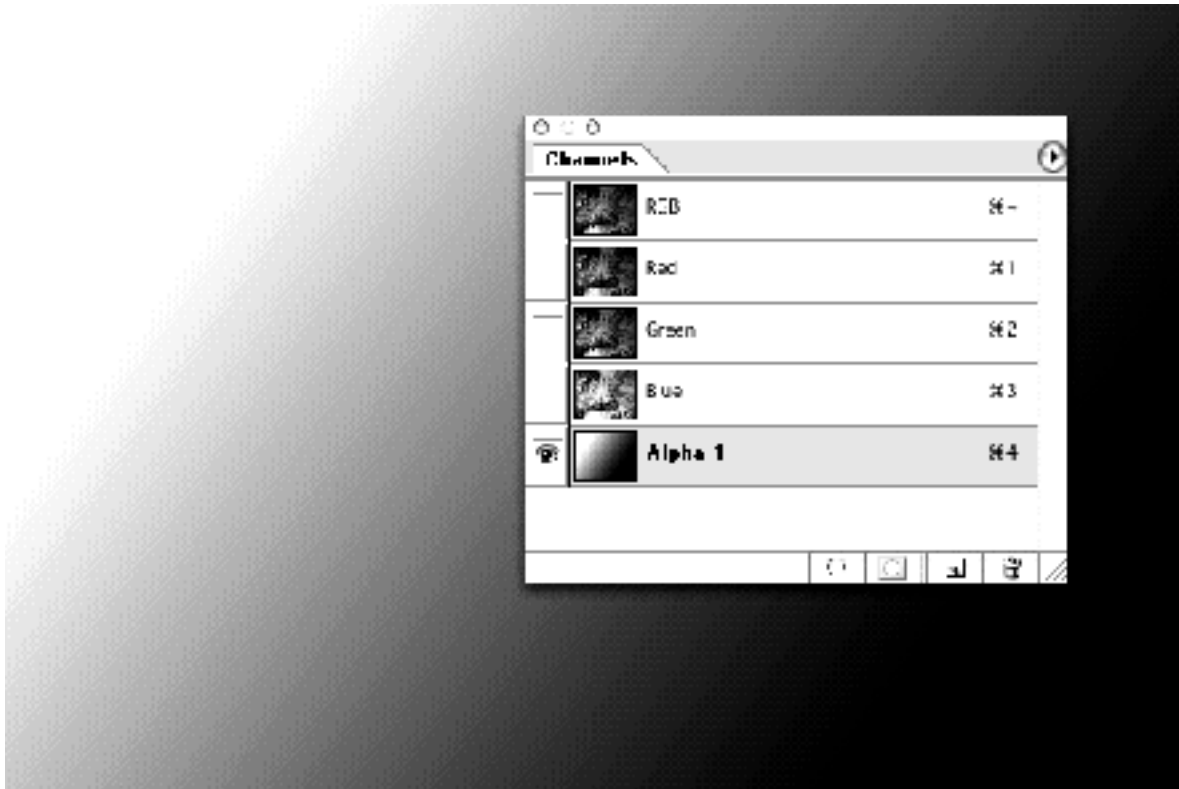 Channels
RGB ⌘~
Red ⌘1
Green ⌘2
Blue ⌘3
Alpha 1 ⌘4